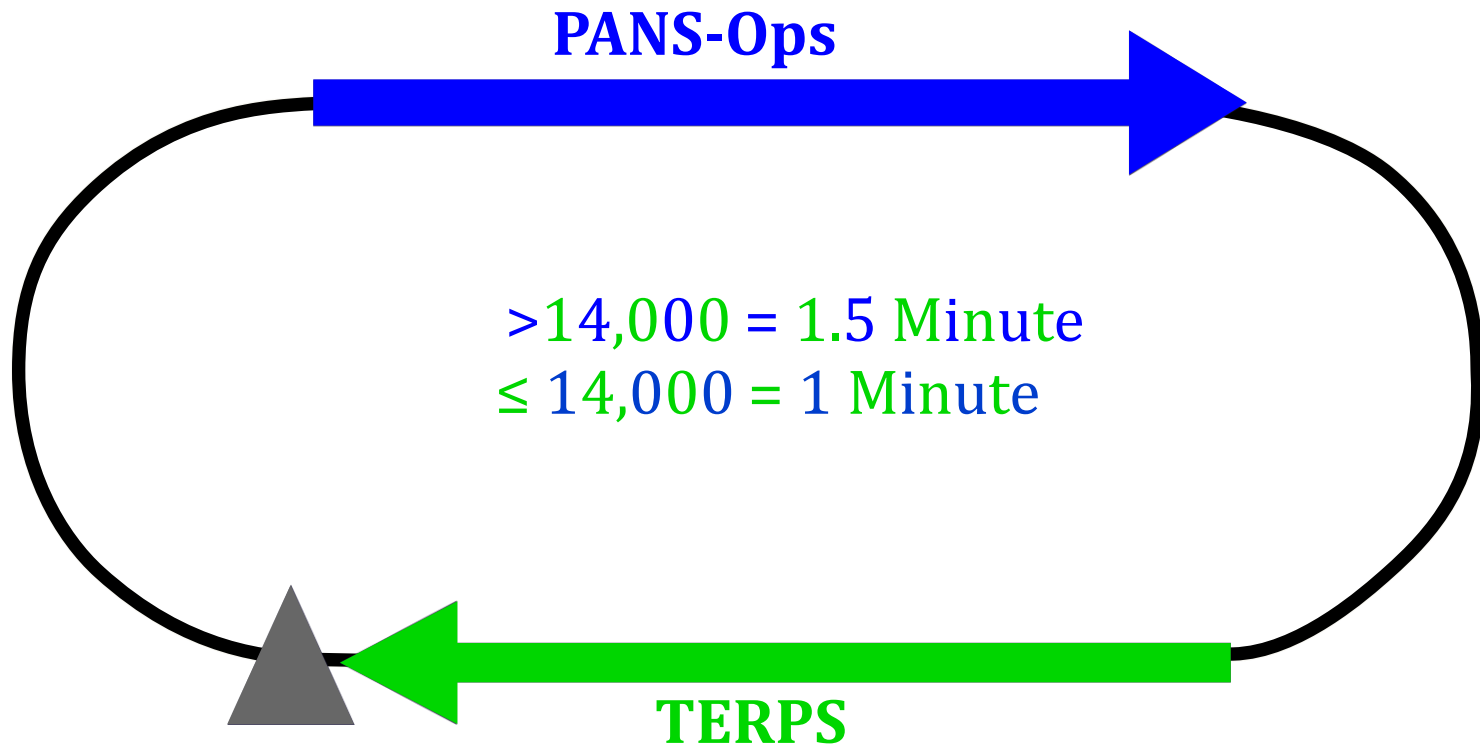 PANS-Ops
>14,000 = 1.5 Minute
≤ 14,000 = 1 Minute
TERPS